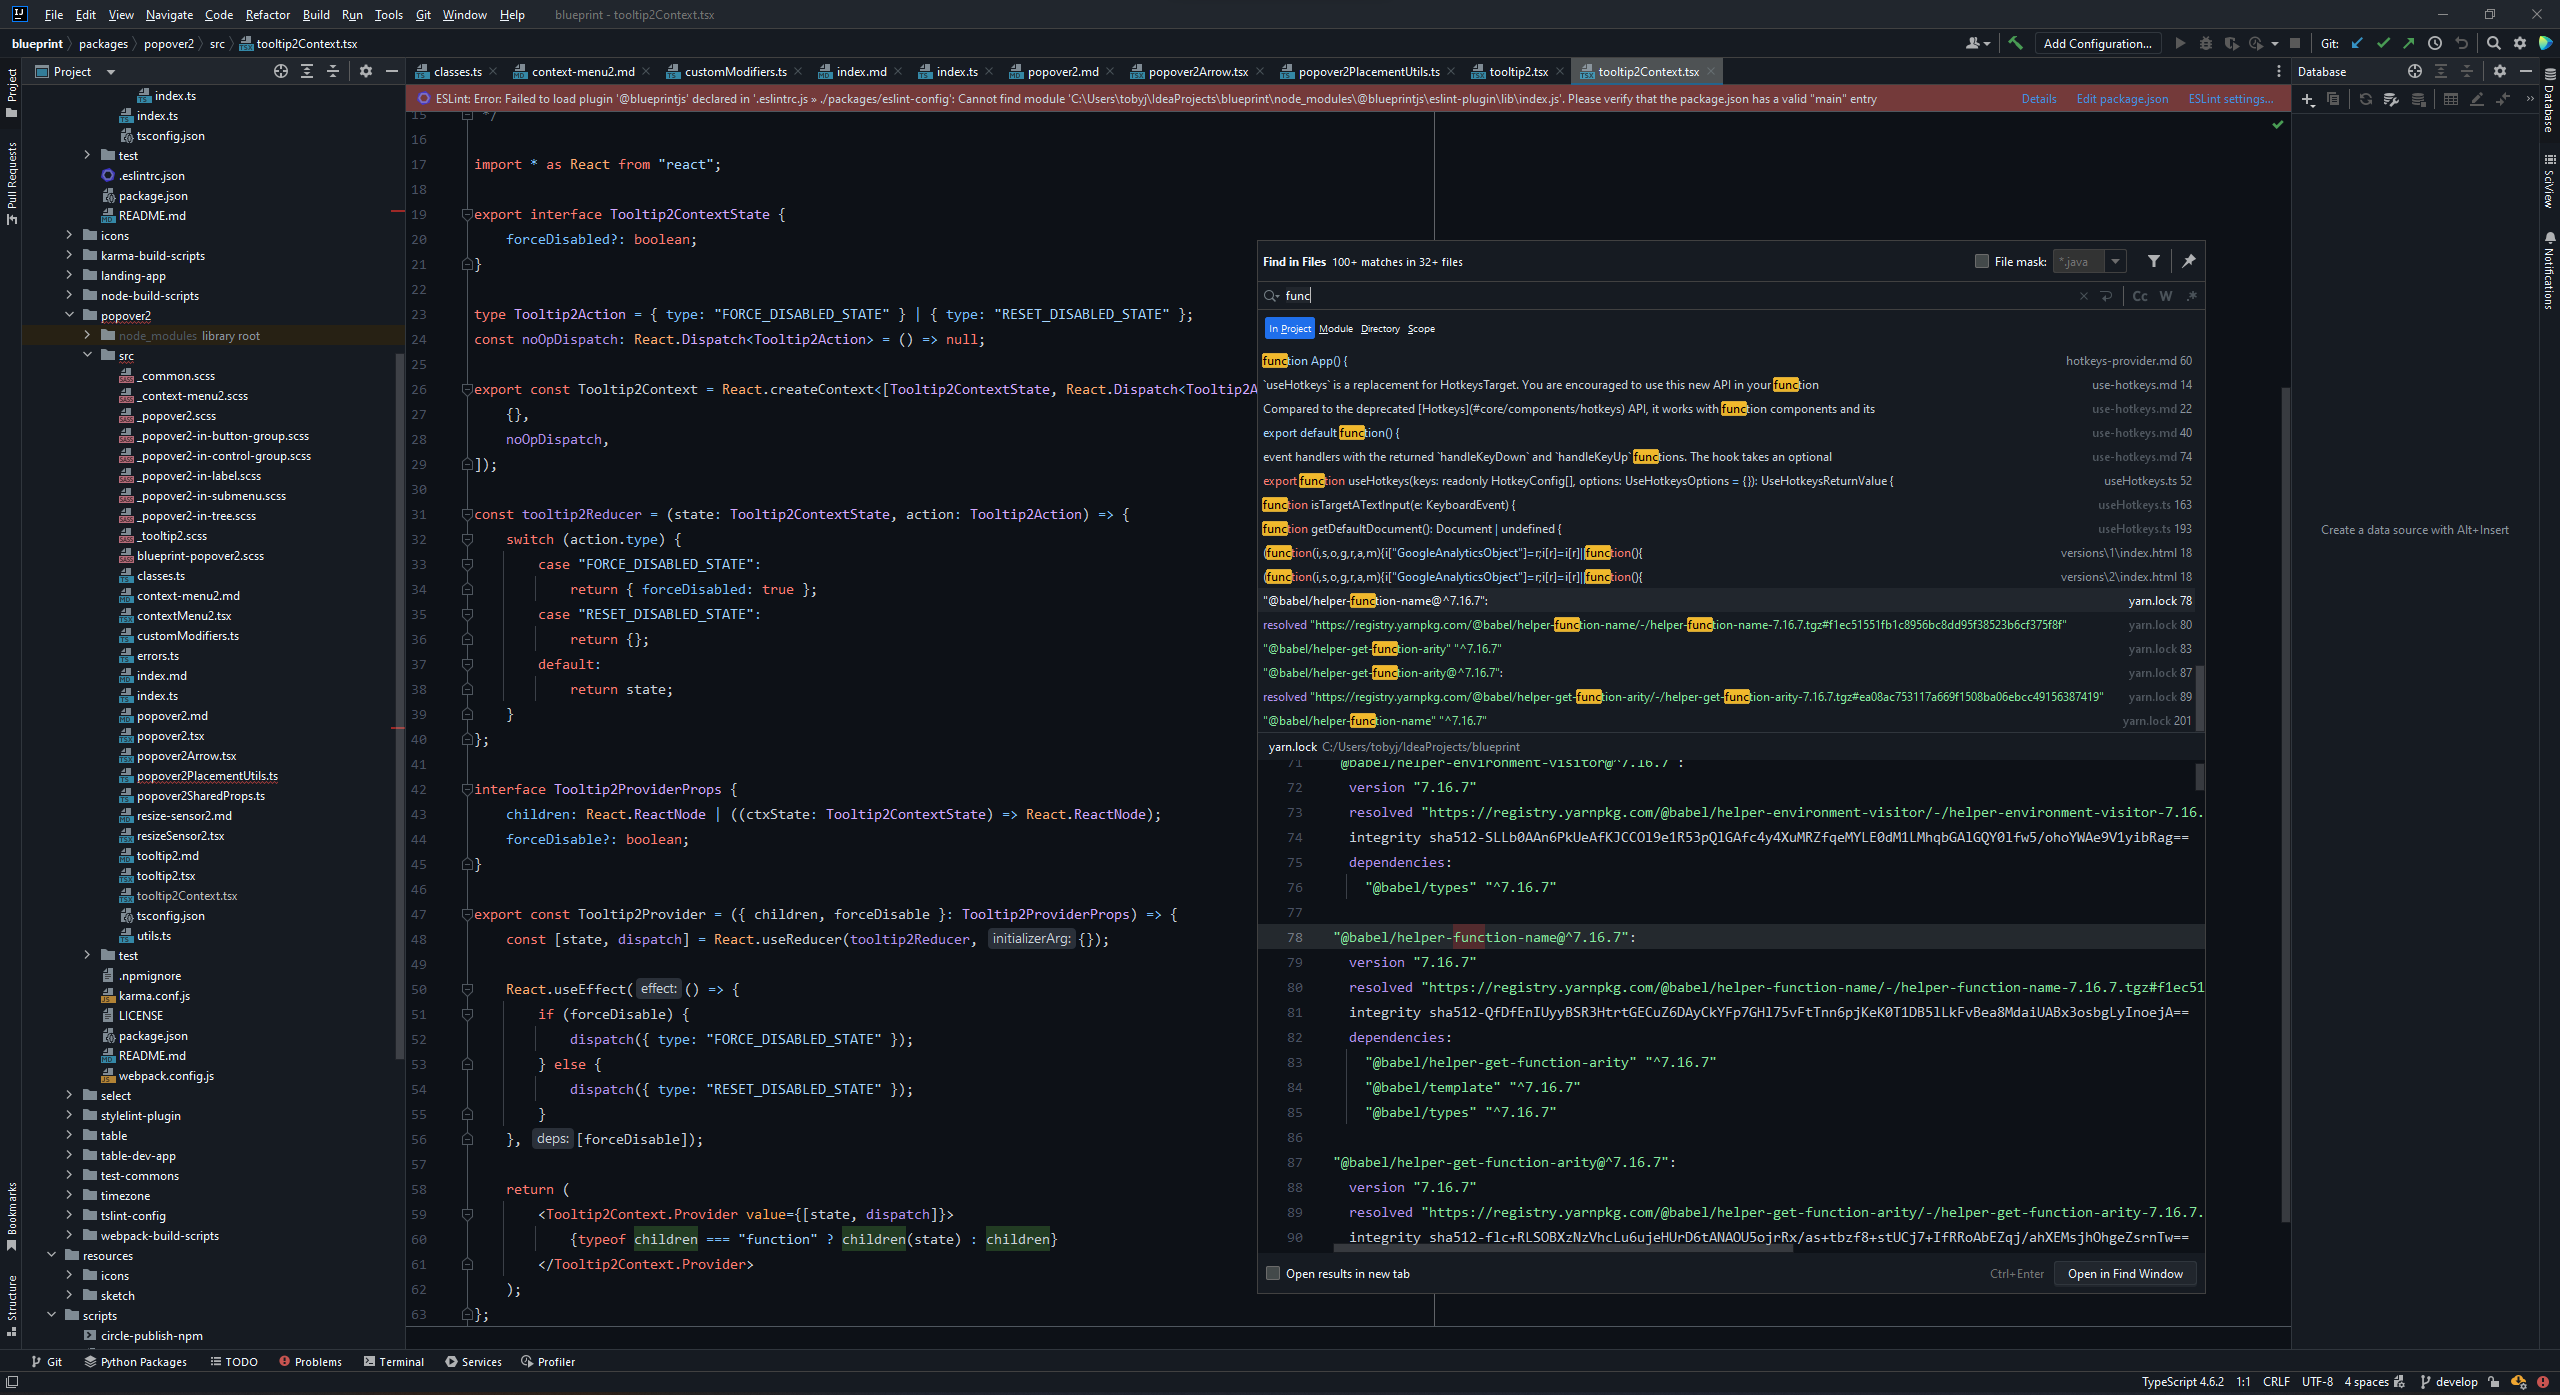 File Edit View Navigate Code Refactor Build Run Tools Git Window Help blueprint - tooltip2Context.tsx
blueprint packages popover2 src tooltip2Context.tsx Add Configuration... Git:
Project
classes.ts context-menu2.md customModifiers.ts index.md index.ts popover2.md popover2Arrow.tsx popover2PlacementUtils.ts tooltip2.tsx tooltip2Context.tsx
Database
ESLint: Error: Failed to load plugin '@blueprintjs' declared in '.eslintrc.js » ./packages/eslint-config': Cannot find module 'C:\Users\tobyj\IdeaProjects\blueprint\node_modules\@blueprintjs\eslint-plugin\lib\index.js'. Please verify that the package.json has a valid "main" entry Details Edit package.json ESLint settings...
Project
Pull Requests
Bookmarks
Structure
index.ts
index.ts
tsconfig.json
test
.eslintrc.json
package.json
README.md
icons
karma-build-scripts
landing-app
node-build-scripts
popover2
node_modules library root
src
_common.scss
_context-menu2.scss
_popover2.scss
_popover2-in-button-group.scss
_popover2-in-control-group.scss
_popover2-in-label.scss
_popover2-in-submenu.scss
_popover2-in-tree.scss
_tooltip2.scss
blueprint-popover2.scss
classes.ts
context-menu2.md
contextMenu2.tsx
customModifiers.ts
errors.ts
index.md
index.ts
popover2.md
popover2.tsx
popover2Arrow.tsx
popover2PlacementUtils.ts
popover2SharedProps.ts
resize-sensor2.md
resizeSensor2.tsx
tooltip2.md
tooltip2.tsx
tooltip2Context.tsx
tsconfig.json
utils.ts
test
.npmignore
karma.conf.js
LICENSE
package.json
README.md
webpack.config.js
select
stylelint-plugin
table
table-dev-app
test-commons
timezone
tslint-config
webpack-build-scripts
resources
icons
sketch
scripts
circle-publish-npm
15 */
16
17 import * as React from "react";
18
19 export interface Tooltip2ContextState {
20 forceDisabled?: boolean;
21 }
22
23 type Tooltip2Action = { type: "FORCE_DISABLED_STATE" } | { type: "RESET_DISABLED_STATE" };
24 const noOpDispatch: React.Dispatch<Tooltip2Action> = () => null;
25
26 export const Tooltip2Context = React.createContext<[Tooltip2ContextState, React.Dispatch<Tooltip2A
27 {},
28 noOpDispatch,
29 ]);
30
31 const tooltip2Reducer = (state: Tooltip2ContextState, action: Tooltip2Action) => {
32 switch (action.type) {
33 case "FORCE_DISABLED_STATE":
34 return { forceDisabled: true };
35 case "RESET_DISABLED_STATE":
36 return {};
37 default:
38 return state;
39 }
40 };
41
42 interface Tooltip2ProviderProps {
43 children: React.ReactNode | ((ctxState: Tooltip2ContextState) => React.ReactNode);
44 forceDisable?: boolean;
45 }
46
47 export const Tooltip2Provider = ({ children, forceDisable }: Tooltip2ProviderProps) => {
48 const [state, dispatch] = React.useReducer(tooltip2Reducer, initializerArg: {});
49
50 React.useEffect( effect: () => {
51 if (forceDisable) {
52 dispatch({ type: "FORCE_DISABLED_STATE" });
53 } else {
54 dispatch({ type: "RESET_DISABLED_STATE" });
55 }
56 }, deps: [forceDisable]);
57
58 return (
59 <Tooltip2Context.Provider value={[state, dispatch]}>
60 {typeof children === "function" ? children(state) : children}
61 </Tooltip2Context.Provider>
62 );
63 };
Find in Files 100+ matches in 32+ files File mask: *.java
func Cc W .*
In Project Module Directory Scope
function App() { hotkeys-provider.md 60
`useHotkeys` is a replacement for HotkeysTarget. You are encouraged to use this new API in your function use-hotkeys.md 14
Compared to the deprecated [Hotkeys](#core/components/hotkeys) API, it works with function components and its use-hotkeys.md 22
export default function() { use-hotkeys.md 40
event handlers with the returned `handleKeyDown` and `handleKeyUp` functions. The hook takes an optional use-hotkeys.md 74
export function useHotkeys(keys: readonly HotkeyConfig[], options: UseHotkeysOptions = {}): UseHotkeysReturnValue { useHotkeys.ts 52
function isTargetATextInput(e: KeyboardEvent) { useHotkeys.ts 163
function getDefaultDocument(): Document | undefined { useHotkeys.ts 193
(function(i,s,o,g,r,a,m){i["GoogleAnalyticsObject"]=r;i[r]=i[r]||function(){ versions\1\index.html 18
(function(i,s,o,g,r,a,m){i["GoogleAnalyticsObject"]=r;i[r]=i[r]||function(){ versions\2\index.html 18
"@babel/helper-function-name@^7.16.7": yarn.lock 78
resolved "https://registry.yarnpkg.com/@babel/helper-function-name/-/helper-function-name-7.16.7.tgz#f1ec51551fb1c8956bc8dd95f38523b6cf375f8f" yarn.lock 80
"@babel/helper-get-function-arity" "^7.16.7" yarn.lock 83
"@babel/helper-get-function-arity@^7.16.7": yarn.lock 87
resolved "https://registry.yarnpkg.com/@babel/helper-get-function-arity/-/helper-get-function-arity-7.16.7.tgz#ea08ac753117a669f1508ba06ebcc49156387419" yarn.lock 89
"@babel/helper-function-name" "^7.16.7" yarn.lock 201
yarn.lock C:/Users/tobyj/IdeaProjects/blueprint
71 "@babel/helper-environment-visitor@^7.16.7":
72 version "7.16.7"
73 resolved "https://registry.yarnpkg.com/@babel/helper-environment-visitor/-/helper-environment-visitor-7.16.
74 integrity sha512-SLLb0AAn6PkUeAfKJCCOl9e1R53pQlGAfc4y4XuMRZfqeMYLE0dM1LMhqbGAlGQY0lfw5/ohoYWAe9V1yibRag==
75 dependencies:
76 "@babel/types" "^7.16.7"
77
78 "@babel/helper-function-name@^7.16.7":
79 version "7.16.7"
80 resolved "https://registry.yarnpkg.com/@babel/helper-function-name/-/helper-function-name-7.16.7.tgz#f1ec51
81 integrity sha512-QfDfEnIUyyBSR3HtrtGECuZ6DAyCkYFp7GHl75vFtTnn6pjKeK0T1DB5lLkFvBea8MdaiUABx3osbgLyInoejA==
82 dependencies:
83 "@babel/helper-get-function-arity" "^7.16.7"
84 "@babel/template" "^7.16.7"
85 "@babel/types" "^7.16.7"
86
87 "@babel/helper-get-function-arity@^7.16.7":
88 version "7.16.7"
89 resolved "https://registry.yarnpkg.com/@babel/helper-get-function-arity/-/helper-get-function-arity-7.16.7.
90 integrity sha512-flc+RLSOBXzNzVhcLu6ujeHUrD6tANAOU5ojrRx/as+tbzf8+stUCj7+IfRRoAbEZqj/ahXEMsjhOhgeZsrnTw==
Open results in new tab Ctrl+Enter Open in Find Window
Create a data source with Alt+Insert
Database
SciView
Notifications
Git Python Packages TODO Problems Terminal Services Profiler
TypeScript 4.6.2 1:1 CRLF UTF-8 4 spaces develop